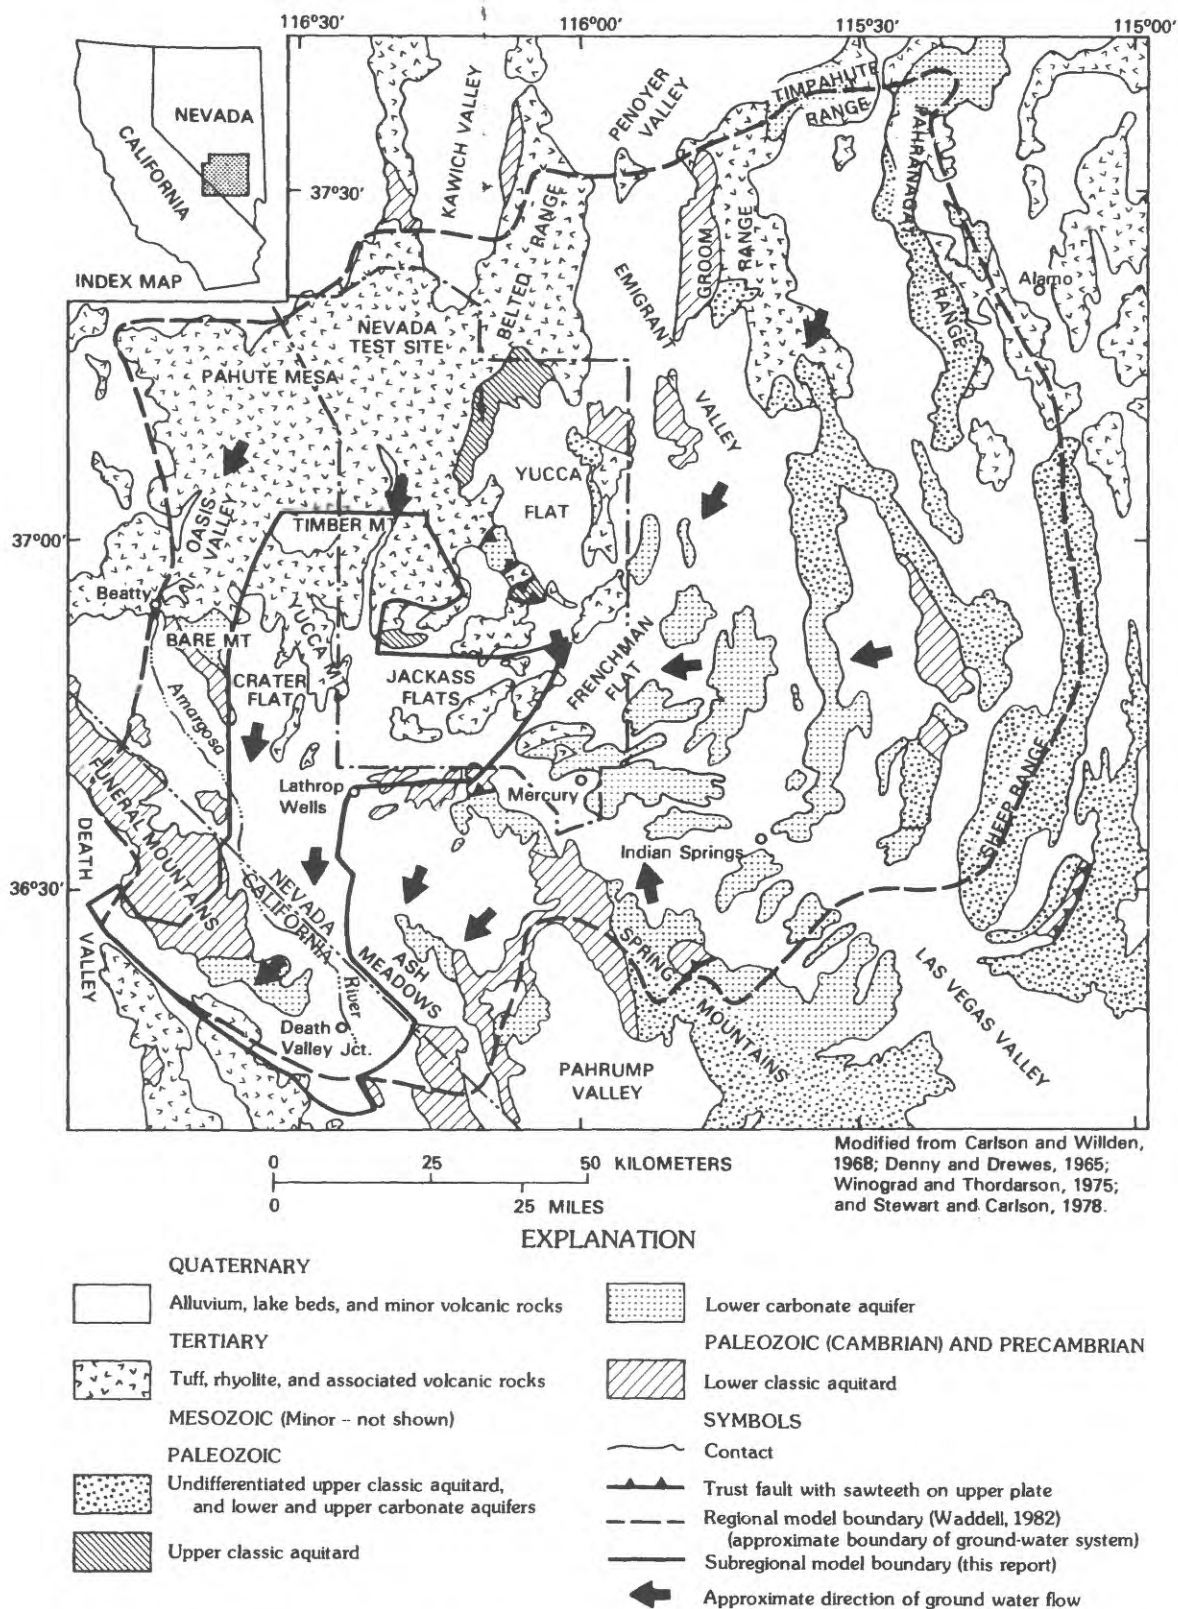 116°30'
116°00'
115°30'
115°00'
NEVADA
CALIFORNIA
INDEX MAP
37°30'
37°00'
36°30'
KAWICH VALLEY
PENOYER
VALLEY
TIMPAHUTE
RANGE
PAHRANAGAT
RANGE
BELTED
RANGE
GROOM
RANGE
EMIGRANT
VALLEY
Alamo
NEVADA
TEST SITE
PAHUTE MESA
OASIS
VALLEY
TIMBER MT
YUCCA
FLAT
Beatty
BARE MT
YUCCA MT
CRATER
FLAT
JACKASS
FLATS
FRENCHMAN
FLAT
Amargosa
River
FUNERAL MOUNTAINS
Lathrop
Wells
Mercury
Indian Springs
SHEEP RANGE
DEATH
VALLEY
NEVADA
CALIFORNIA
ASH
MEADOWS
SPRING
MOUNTAINS
LAS VEGAS VALLEY
Death
Valley Jct.
PAHRUMP
VALLEY
0 25 50 KILOMETERS
0 25 MILES
Modified from Carlson and Willden,
1968; Denny and Drewes, 1965;
Winograd and Thordarson, 1975;
and Stewart and Carlson, 1978.
EXPLANATION
QUATERNARY
Alluvium, lake beds, and minor volcanic rocks
TERTIARY
Tuff, rhyolite, and associated volcanic rocks
MESOZOIC (Minor -- not shown)
PALEOZOIC
Undifferentiated upper classic aquitard,
and lower and upper carbonate aquifers
Upper classic aquitard
Lower carbonate aquifer
PALEOZOIC (CAMBRIAN) AND PRECAMBRIAN
Lower classic aquitard
SYMBOLS
Contact
Trust fault with sawteeth on upper plate
Regional model boundary (Waddell, 1982)
(approximate boundary of ground-water system)
Subregional model boundary (this report)
Approximate direction of ground water flow